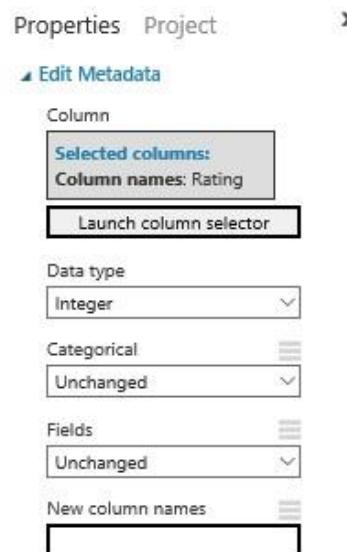 Properties Project
Edit Metadata
Column
Selected columns:
Column names: Rating
Launch column selector
Data type
Integer
Categorical
Unchanged
Fields
Unchanged
New column names